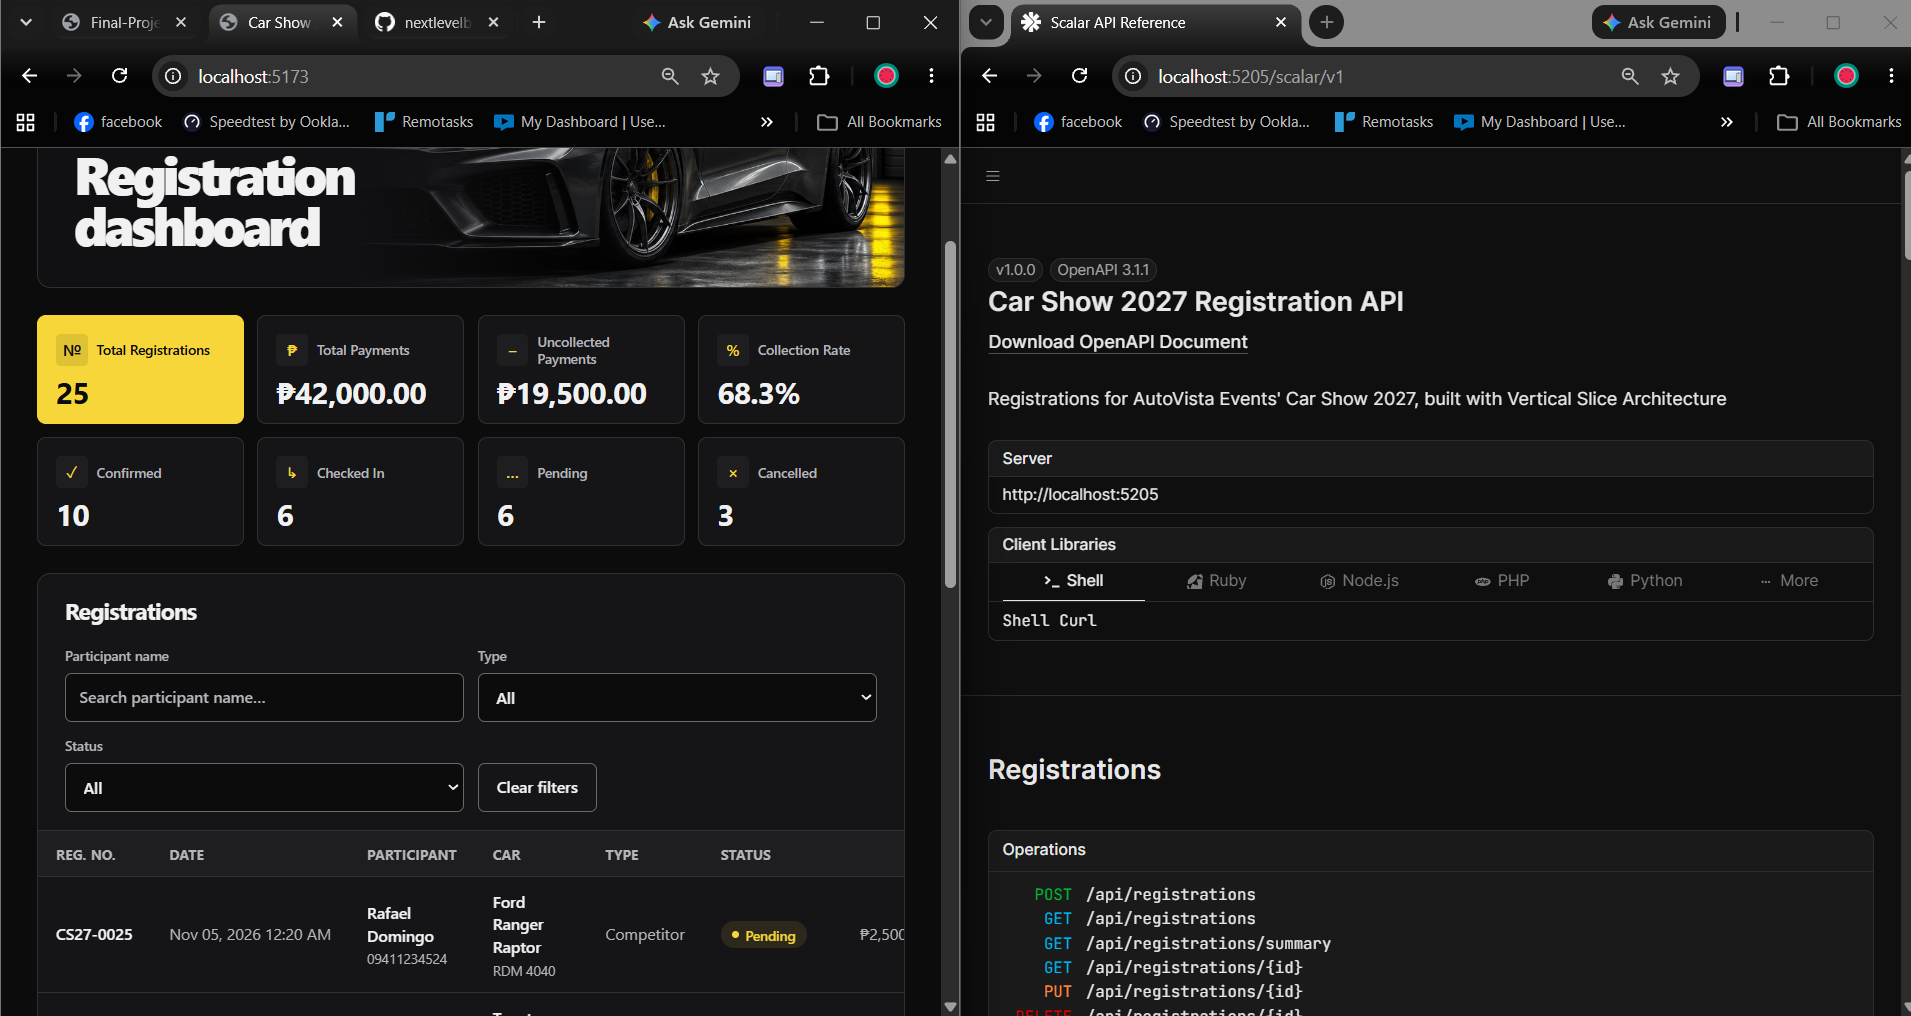 Final-Proje
Car Show
nextlevelb
Ask Gemini
localhost:5173
facebook
Speedtest by Ookla...
Remotasks
My Dashboard | Use...
»
All Bookmarks
Registration
dashboard
№
Total Registrations
25
₱
Total Payments
₱42,000.00
–
Uncollected
Payments
₱19,500.00
%
Collection Rate
68.3%
✓
Confirmed
10
↳
Checked In
6
...
Pending
6
×
Cancelled
3
Registrations
Participant name
Type
Search participant name...
All
Status
All
Clear filters
REG. NO. DATE PARTICIPANT CAR TYPE STATUS
CS27-0025
Nov 05, 2026 12:20 AM
Rafael
Domingo
09411234524
Ford
Ranger
Raptor
RDM 4040
Competitor
Pending
₱2,500
Scalar API Reference
Ask Gemini
localhost:5205/scalar/v1
facebook
Speedtest by Ookla...
Remotasks
My Dashboard | Use...
»
All Bookmarks
v1.0.0
OpenAPI 3.1.1
Car Show 2027 Registration API
Download OpenAPI Document
Registrations for AutoVista Events' Car Show 2027, built with Vertical Slice Architecture
Server
http://localhost:5205
Client Libraries
>_ Shell
Ruby
Node.js
PHP
Python
... More
Shell Curl
Registrations
Operations
POST /api/registrations
GET /api/registrations
GET /api/registrations/summary
GET /api/registrations/{id}
PUT /api/registrations/{id}
DELETE /api/registrations/{id}